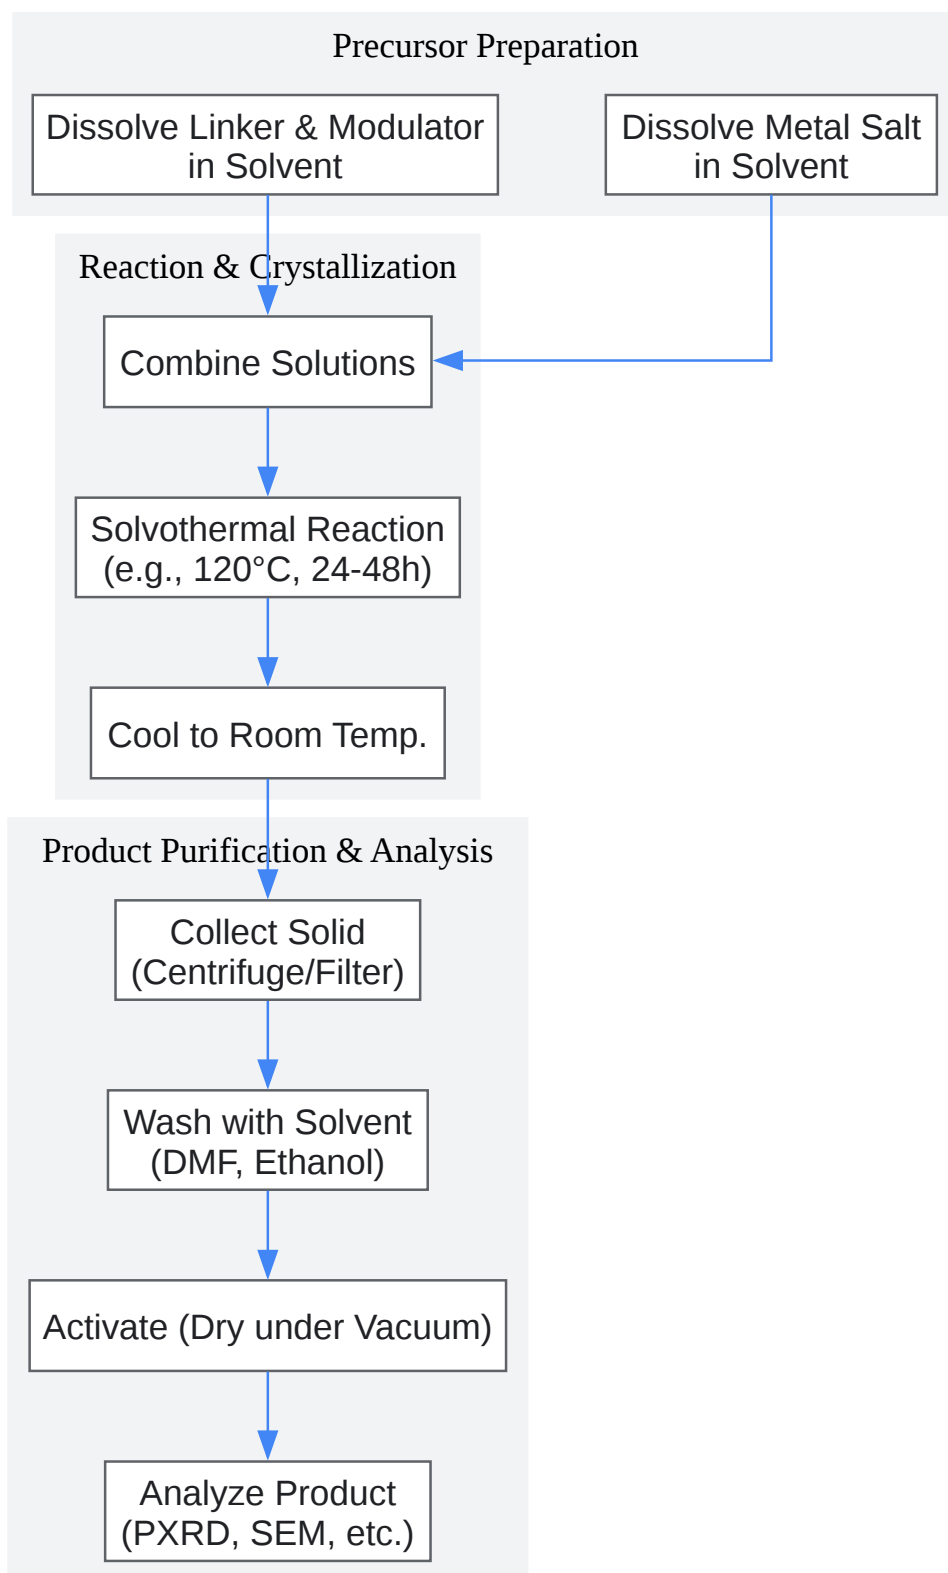 Precursor Preparation
Dissolve Linker & Modulator
in Solvent
Dissolve Metal Salt
in Solvent
Reaction & Crystallization
Combine Solutions
Solvothermal Reaction
(e.g., 120°C, 24-48h)
Cool to Room Temp.
Product Purification & Analysis
Collect Solid
(Centrifuge/Filter)
Wash with Solvent
(DMF, Ethanol)
Activate (Dry under Vacuum)
Analyze Product
(PXRD, SEM, etc.)